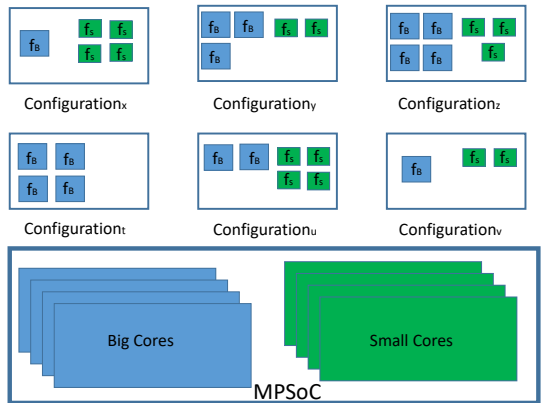 fB fs fs
fs fs
Configurationx
fB fB fs fs
fB
Configurationy
fB fB fs fs
fB fB fs
Configurationz
fB fB
fB fB
Configurationt
fB fB fs fs
fs fs
Configurationu
fB fs fs
Configurationv
Big Cores
Small Cores
MPSoC